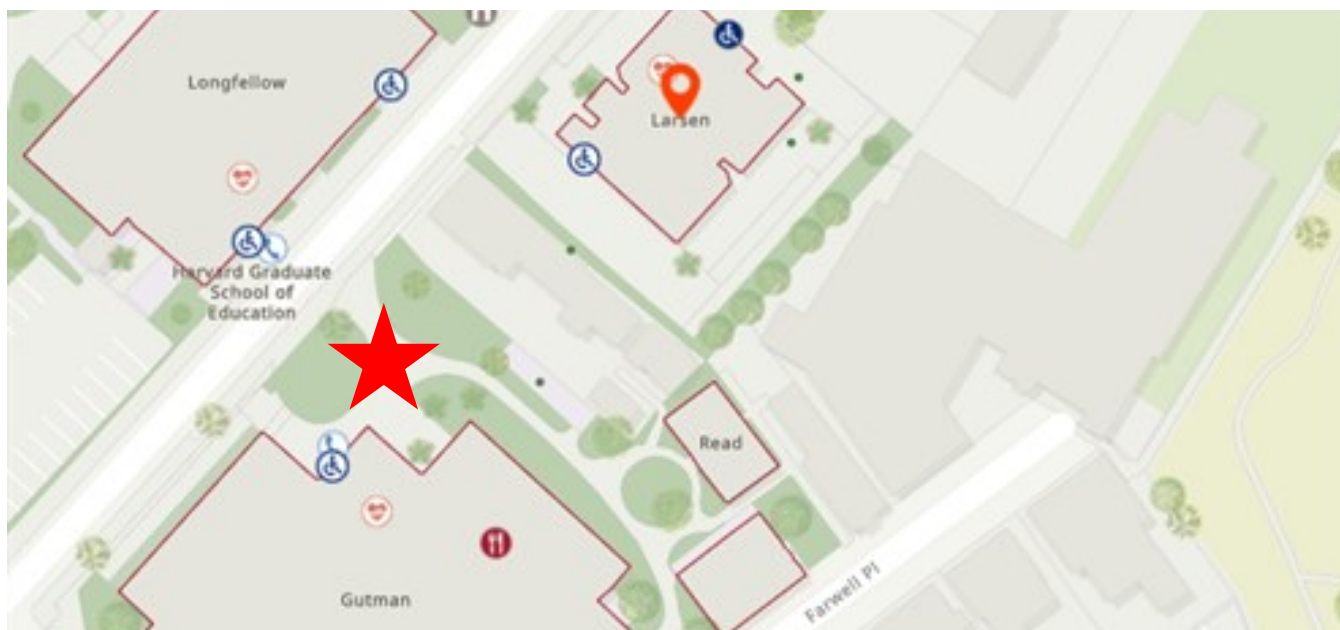 Longfellow
Larsen
Harvard Graduate
School of
Education
Read
Gutman
Farwell Pl